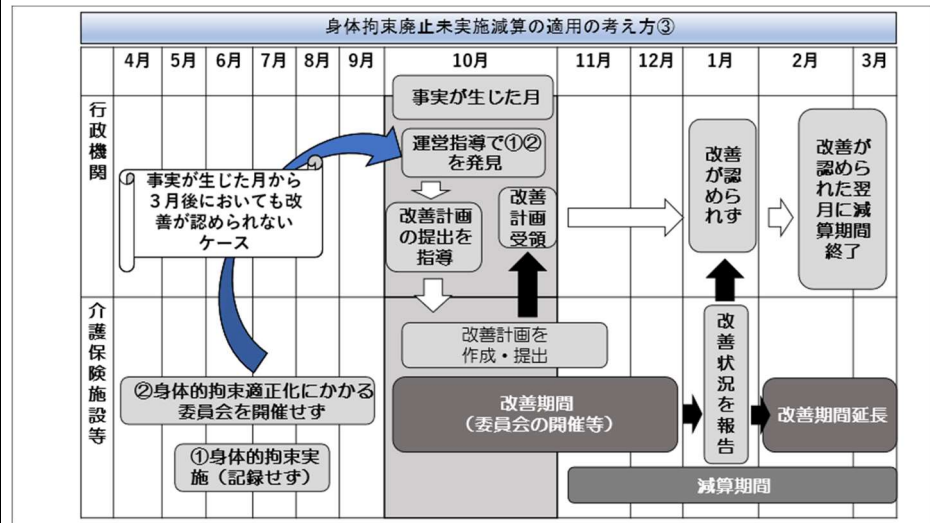 身体拘束廃止未実施減算の適用の考え方③
4月
5月
6月
7月
8月
9月
10月
11月
12月
1月
2月
3月
行政機関
事実が生じた月
運営指導で①②
を発見
事実が生じた月から
３月後においても改
善が認められない
ケース
改善計画
の提出を
指導
改善
計画
受領
改善
が認
めら
れず
改善が
認めら
れた翌
月に減
算期間
終了
介護保険施設等
改善計画を
作成・提出
②身体的拘束適正化にかかる
委員会を開催せず
①身体的拘束実
施（記録せず）
改善期間
（委員会の開催等）
改善状況を報告
改善期間延長
減算期間